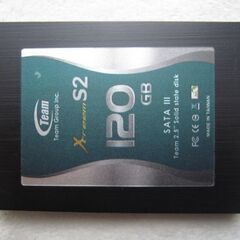 Team
Team Group Inc.
Xtreem S2
120 GB
SATA III
Team 2.5" Solid state disk
MADE IN TAIWAN